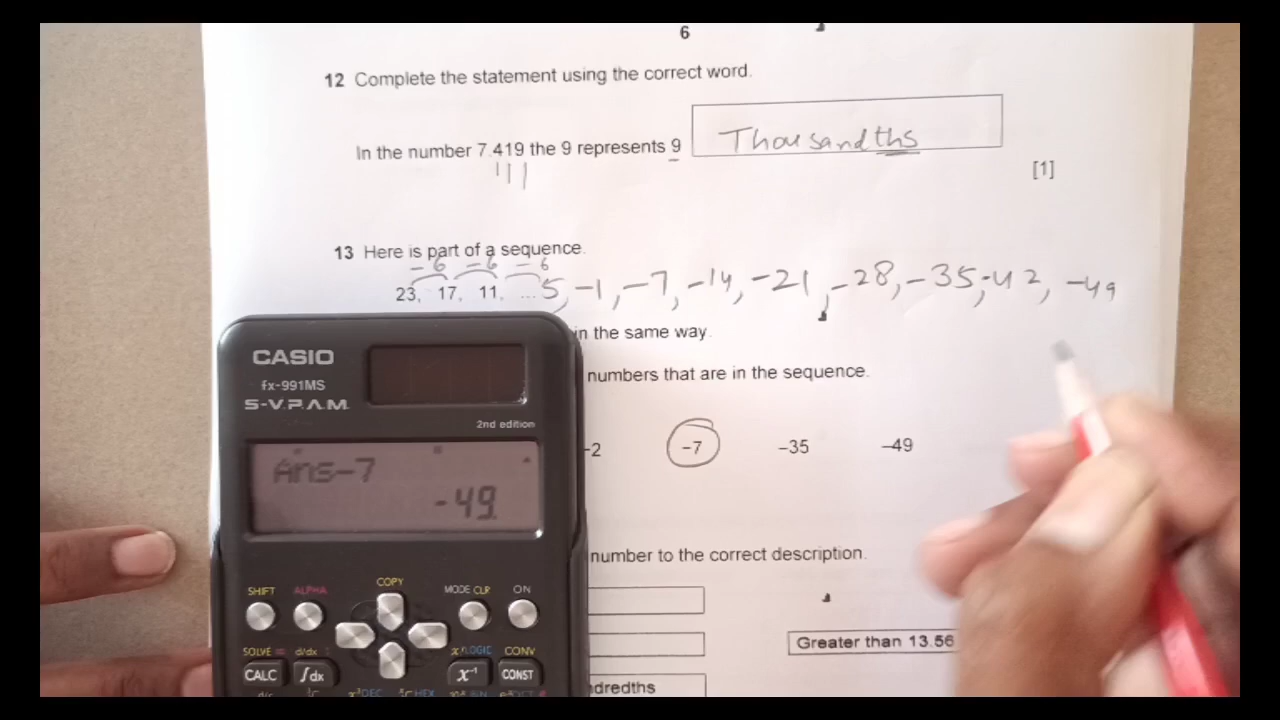 6
12 Complete the statement using the correct word.
In the number 7.419 the 9 represents 9 Thousandths
[1]
13 Here is part of a sequence.
-6 -6 -6
23, 17, 11, ... 5, -1, -7, -14, -21, -28, -35, -42, -49
in the same way.
numbers that are in the sequence.
-2 -7 -35 -49
number to the correct description.
Greater than 13.56
hdredths
CASIO
fx-991MS
S-V.P.A.M.
2nd edition
Ans-7
-49.
COPY
SHIFT ALPHA MODE CLR ON
SOLVE = d/dx : x! LOGIC CONV
CALC ∫dx x⁻¹ CONST